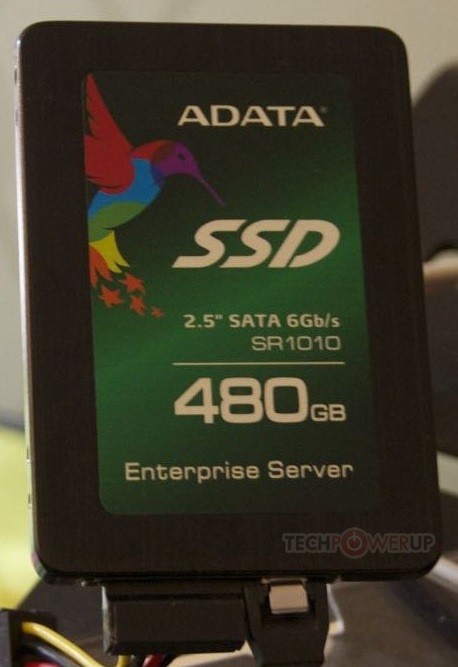 ADATA®
SSD
2.5" SATA 6Gb/s
SR1010
480GB
Enterprise Server
TECHPOWERUP